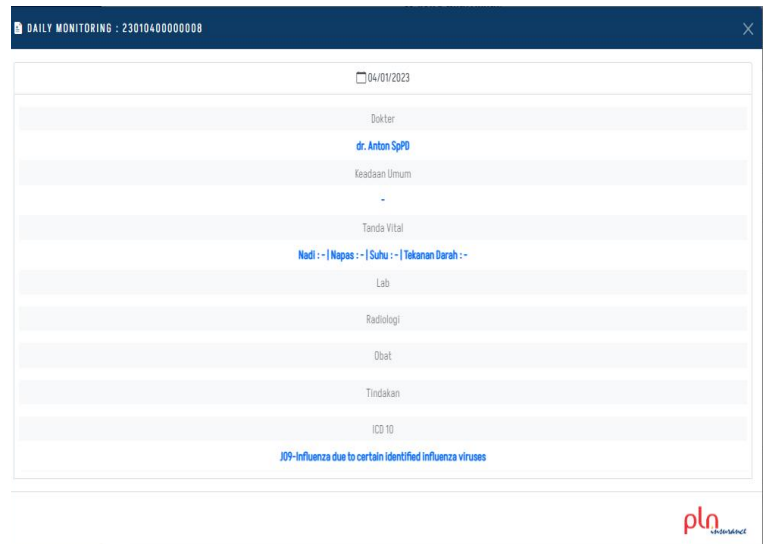 DAILY MONITORING : 23010400000008
04/01/2023
Dokter
dr. Anton SpPD
Keadaan Umum
-
Tanda Vital
Nadi : - | Napas : - | Suhu : - | Tekanan Darah : -
Lab
Radiologi
Obat
Tindakan
ICD 10
J09-Influenza due to certain identified influenza viruses
pln
insurance